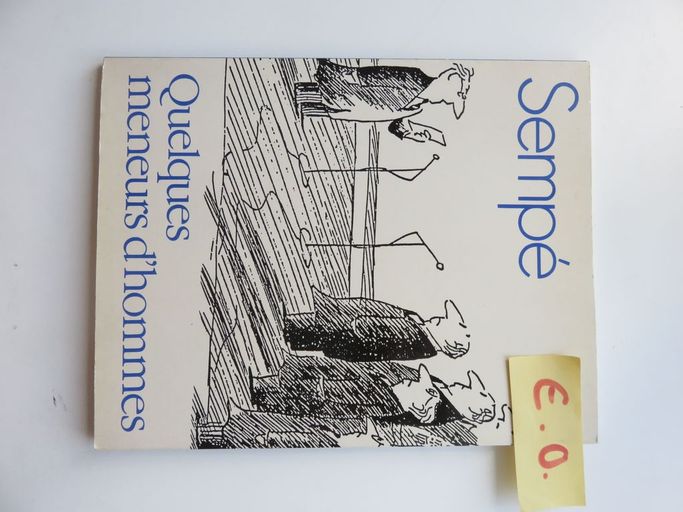 Sempé
Quelques
meneurs d'hommes
E.O.